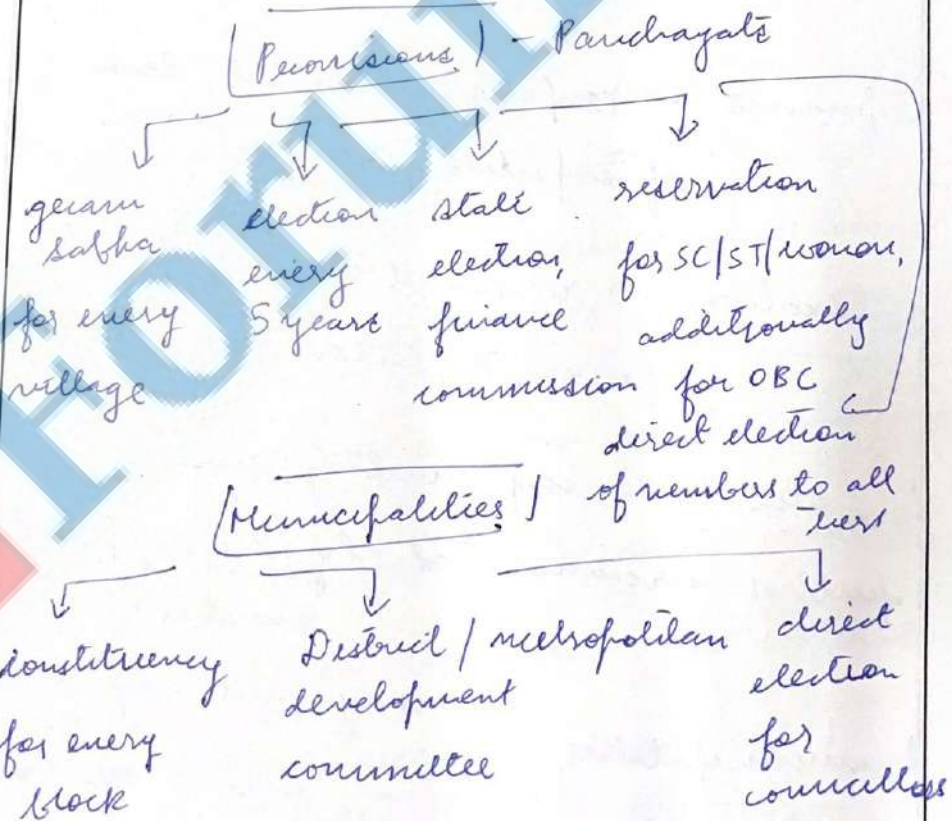 [Provisions] - Panchayats
gram
sabha
for every
village
election
every
5 years
state
election,
finance
commission
reservation
for SC/ST/women,
additionally
for OBC
direct election
of members to all
tiers
[Municipalities]
constituency
for every
block
District / metropolitan
development
committee
direct
election
for
councillors
Forum